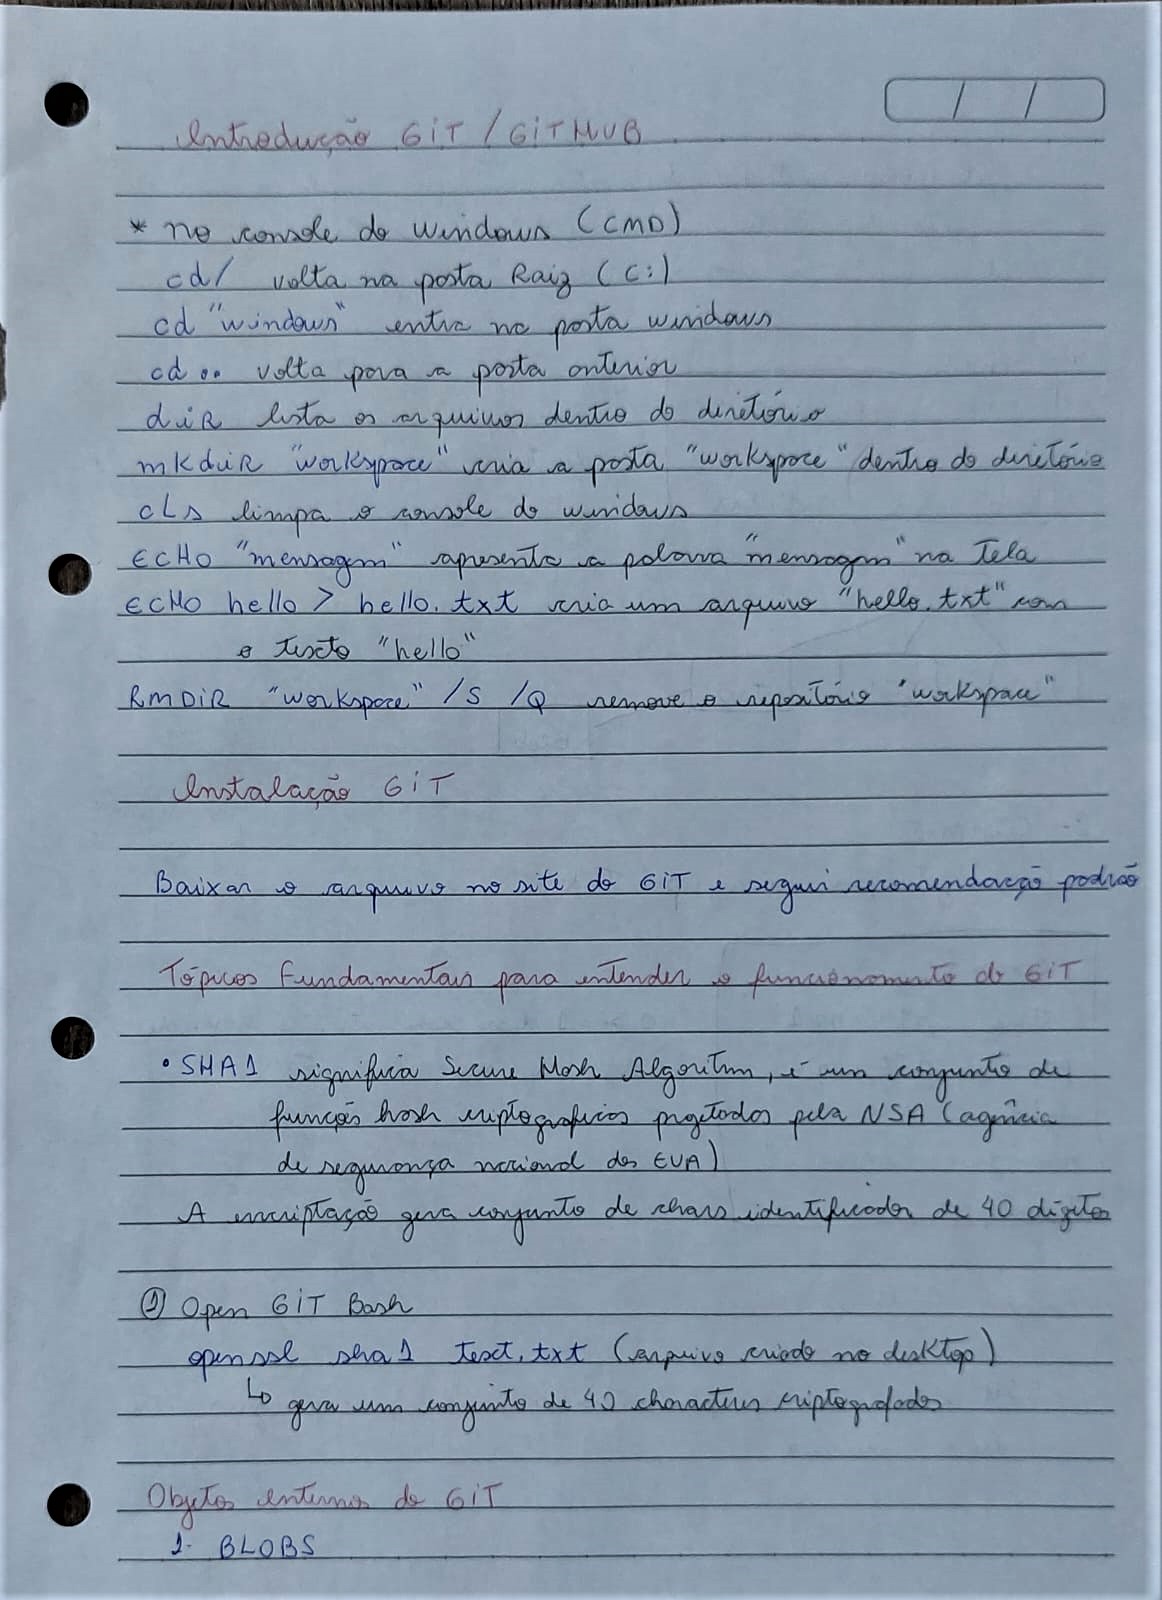 Introdução GiT / GiTHUB
* no console do windows (CMD)
cd/ volta na pasta Raiz (C:)
cd "windows" entra na pasta windows
cd .. volta para a pasta anterior
diR lista os arquivos dentro do diretório
mkdiR "workspace" cria a pasta "workspace" dentro do diretório
cLs limpa o console do windows
ECHO "mensagem" apresenta a palavra "mensagem" na Tela
ECHO hello > hello.txt cria um arquivo "hello.txt" com
o texto "hello"
RMDiR "workspace" /S /Q remove o repositório "workspace"
Instalação GiT
Baixar o arquivo no site do GiT e seguir recomendação padrão
Tópicos Fundamentais para entender o funcionamento do GiT
• SHA1 significa Secure Hash Algoritm, é um conjunto de
funções hash criptograficas projetadas pela NSA (agência
de segurança nacional dos EUA)
A encriptação gera conjunto de chars identificador de 40 dígitos
① Open GiT Bash
openssl sha1 text.txt (arquivo criado no desktop)
↳ gera um conjunto de 40 characters criptografados
Objetos internos do GiT
1- BLOBS